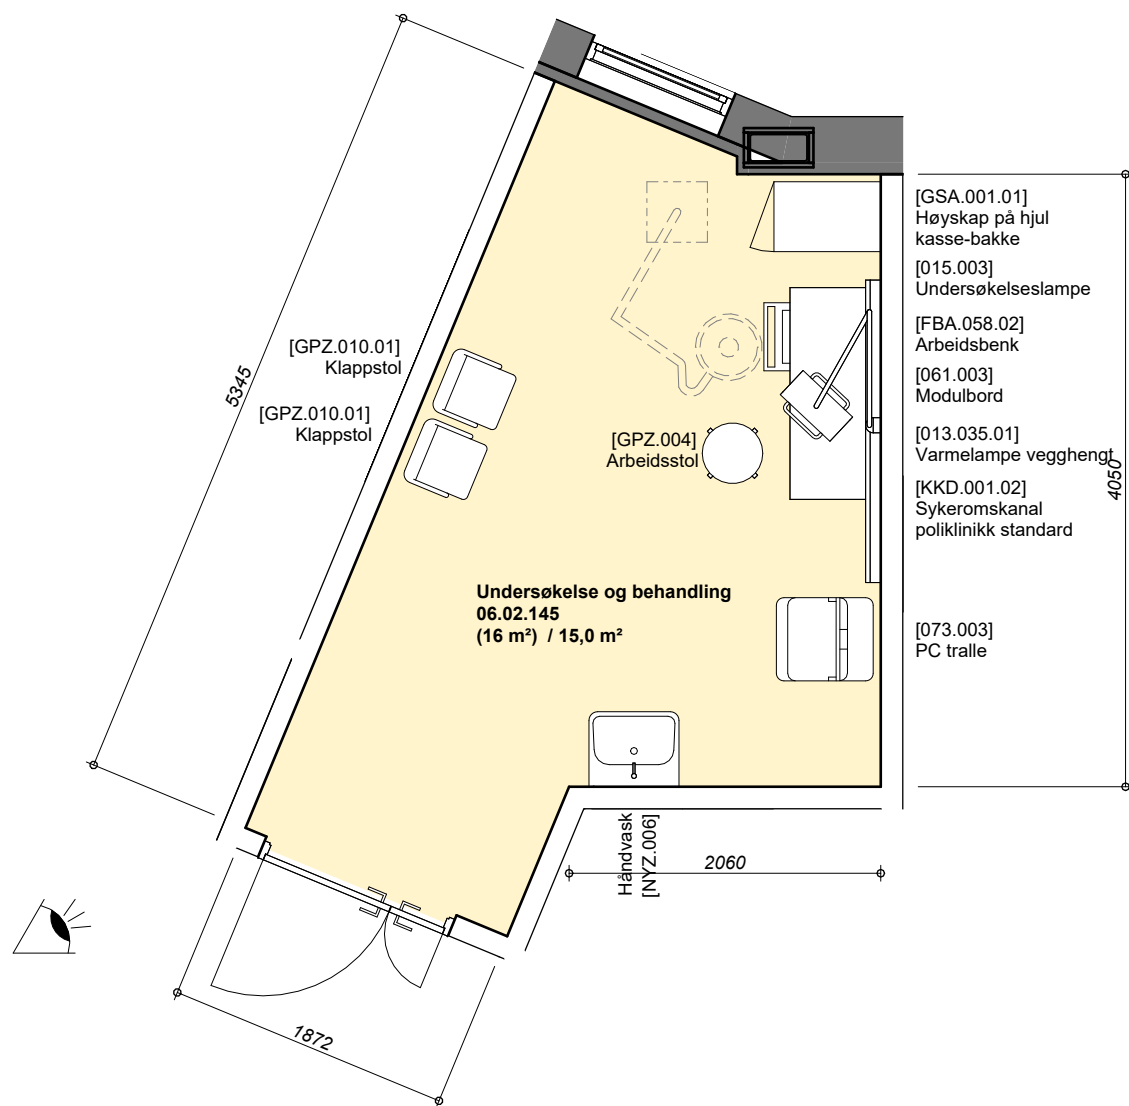 [GSA.001.01]
Høyskap på hjul
kasse-bakke
[015.003]
Undersøkelseslampe
[FBA.058.02]
Arbeidsbenk
[061.003]
Modulbord
[013.035.01]
Varmelampe vegghengt
[KKD.001.02]
Sykeromskanal
poliklinikk standard
[073.003]
PC tralle
4050
[GPZ.010.01]
Klappstol
[GPZ.010.01]
Klappstol
5345
[GPZ.004]
Arbeidsstol
Undersøkelse og behandling
06.02.145
(16 m²) / 15,0 m²
Håndvask
[NYZ.006]
2060
1872